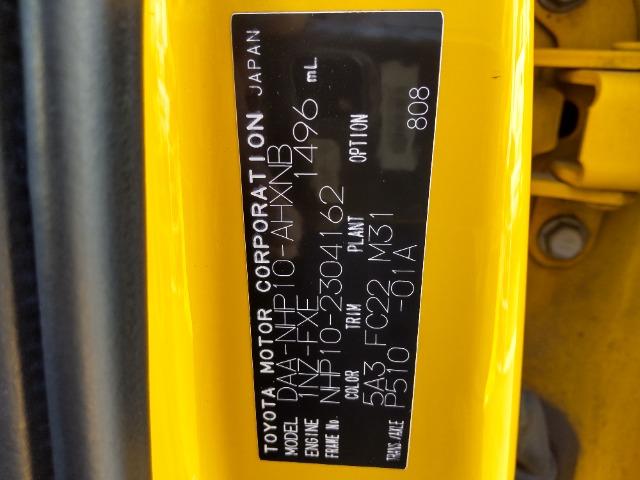 TOYOTA MOTOR CORPORATION JAPAN
MODEL DAA-NHP10-AHXNB
ENGINE 1NZ-FXE 1496 mL
FRAME No. NHP10-2304162
COLOR TRIM PLANT OPTION
5A3 FC22 M31
TRANS./AXLE P510 -01A
808